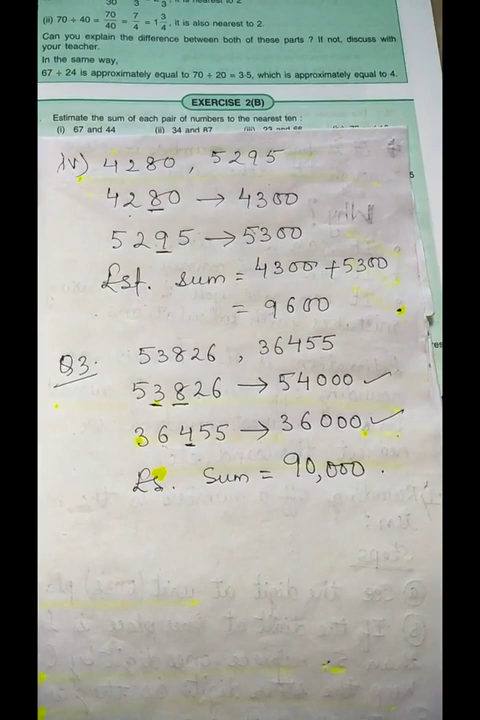 (ii) 70 ÷ 40 = 70/40 = 7/4 = 1 3/4, it is also nearest to 2.
Can you explain the difference between both of these parts ? If not, discuss with
your teacher.
In the same way,
67 ÷ 24 is approximately equal to 70 ÷ 20 = 3·5, which is approximately equal to 4.
EXERCISE 2(B)
Estimate the sum of each pair of numbers to the nearest ten :
(i) 67 and 44 (ii) 34 and 87
iv) 4280, 5295
4280 → 4300
5295 → 5300
Est. sum = 4300 + 5300
= 9600
Q3. 53826, 36455
53826 → 54000 ✓
36455 → 36000 ✓
Es. Sum = 90,000.